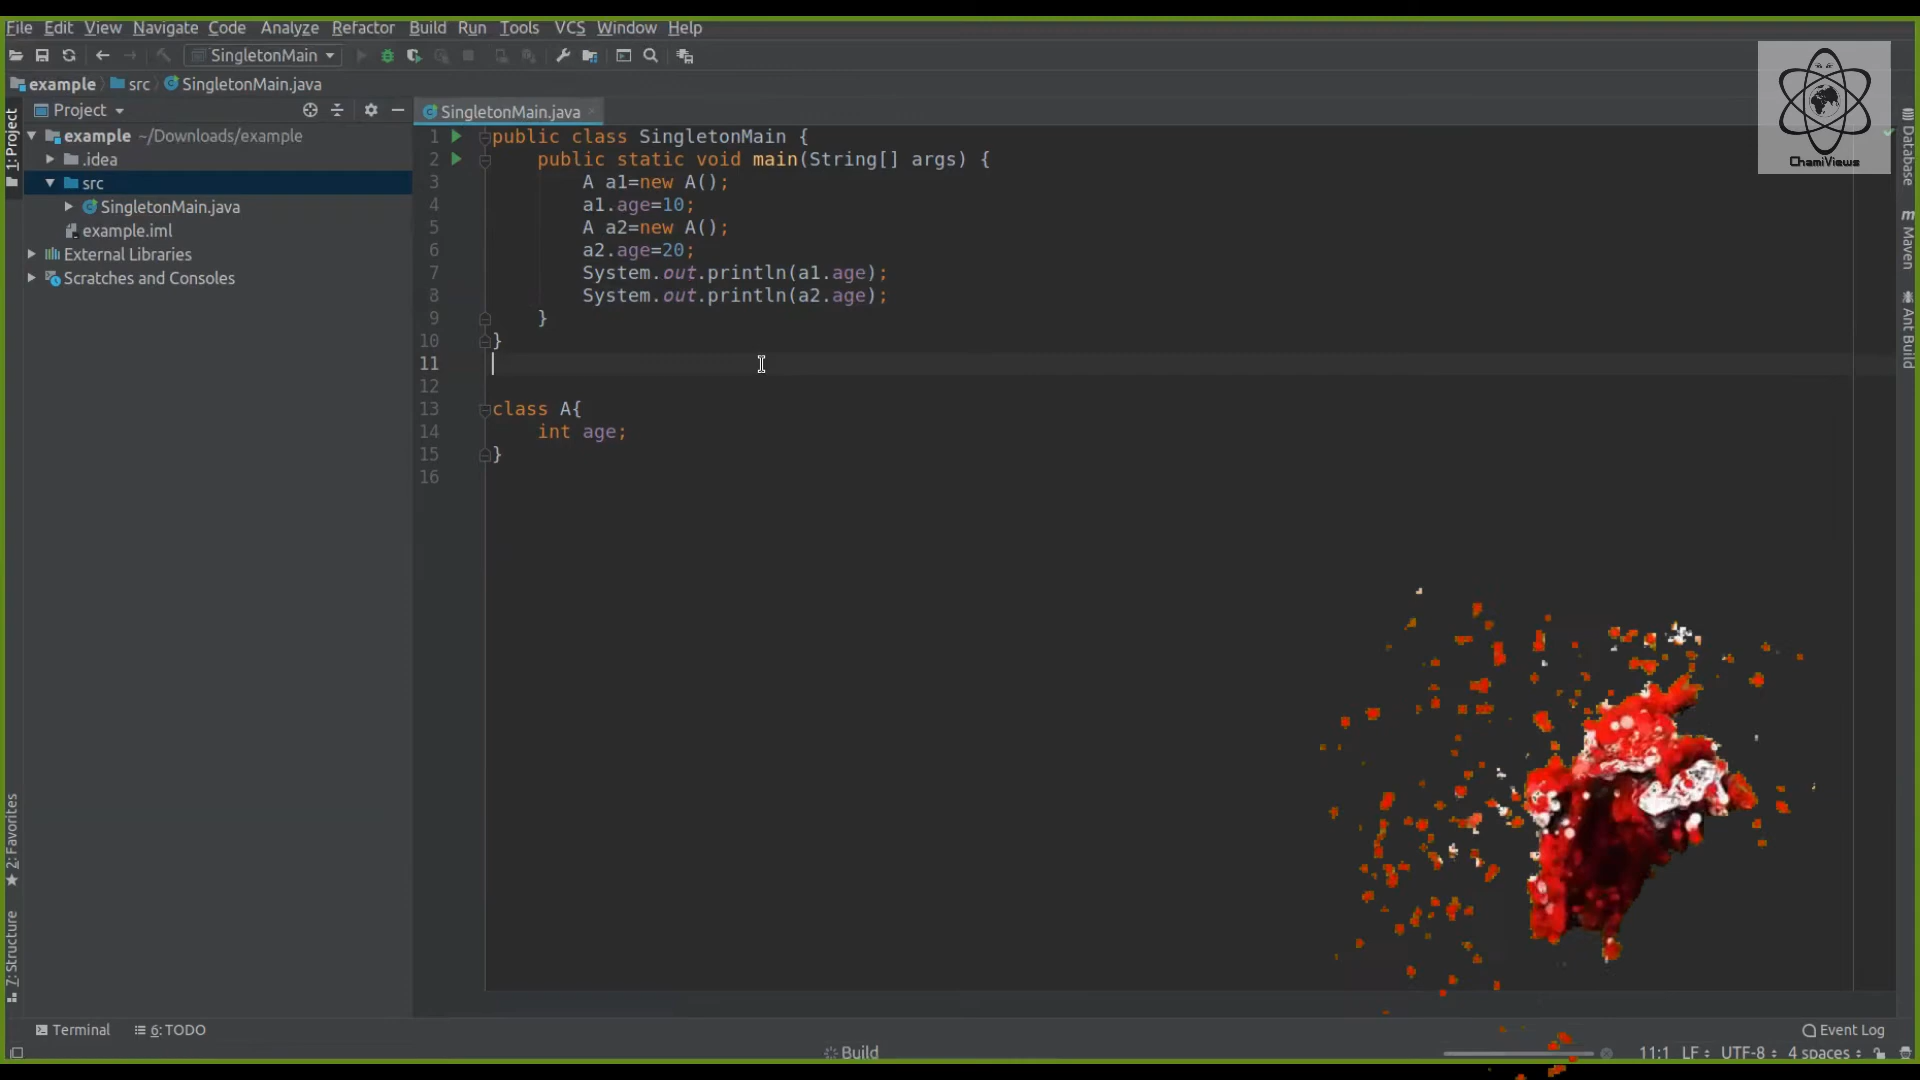 File Edit View Navigate Code Analyze Refactor Build Run Tools VCS Window Help
SingletonMain
example src SingletonMain.java
Project
SingletonMain.java
1: Project
example ~/Downloads/example
.idea
src
SingletonMain.java
example.iml
External Libraries
Scratches and Consoles
2: Favorites
7: Structure
1 public class SingletonMain {
2 public static void main(String[] args) {
3 A a1=new A();
4 a1.age=10;
5 A a2=new A();
6 a2.age=20;
7 System.out.println(a1.age);
8 System.out.println(a2.age);
9 }
10 }
11
12
13 class A{
14 int age;
15 }
16
ChamiViews
Database
m Maven
Ant Build
Terminal 6: TODO
Event Log
Build
11:1 LF UTF-8 4 spaces